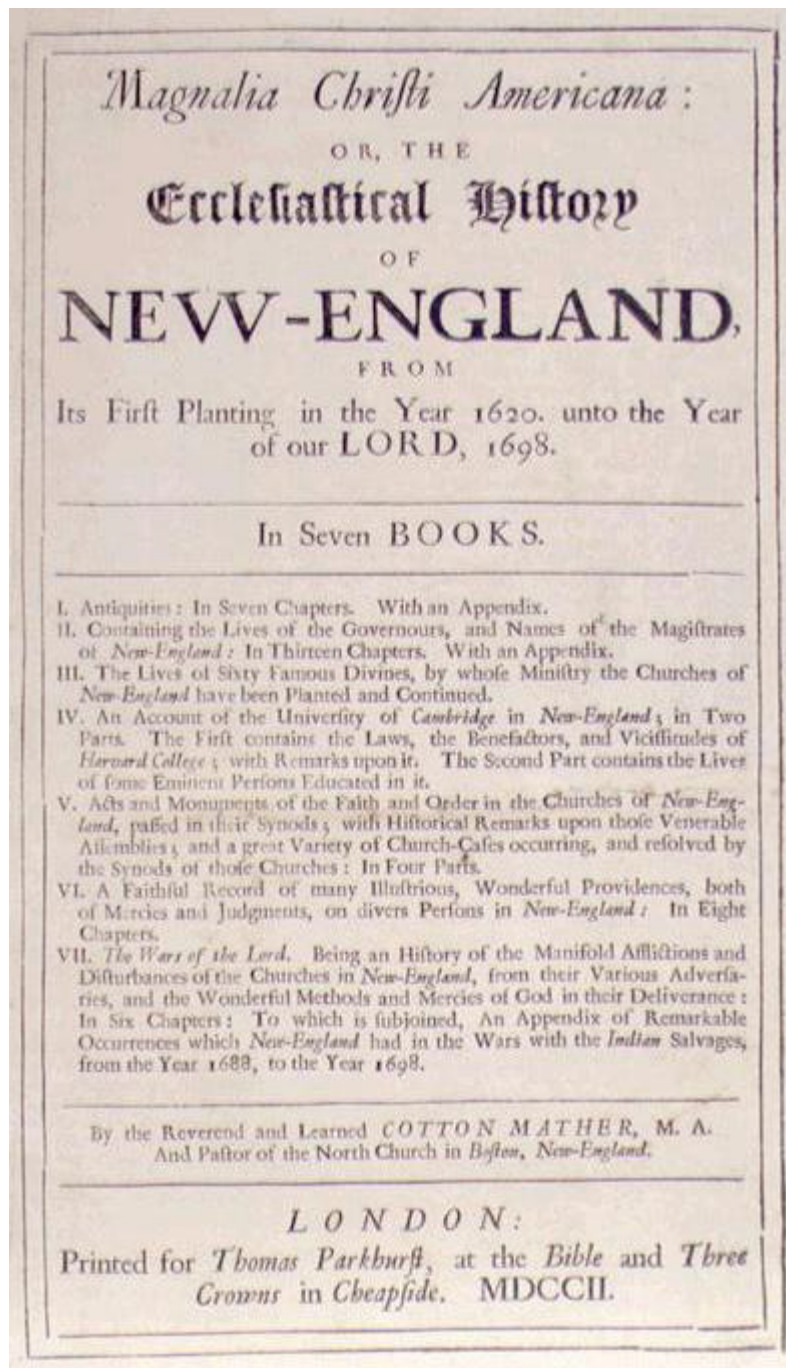 Magnalia Chriſti Americana :
OR, THE
Eccleſiaſtical Hiſtory
OF
NEVV-ENGLAND,
FROM
Its Firſt Planting in the Year 1620. unto the Year
of our LORD, 1698.
In Seven BOOKS.
I. Antiquities : In Seven Chapters. With an Appendix.
II. Containing the Lives of the Governours, and Names of the Magiſtrates
of New-England : In Thirteen Chapters. With an Appendix.
III. The Lives of Sixty Famous Divines, by whoſe Miniſtry the Churches of
New-England have been Planted and Continued.
IV. An Account of the Univerſity of Cambridge in New-England ; in Two
Parts. The Firſt contains the Laws, the Benefactors, and Viciſſitudes of
Harvard College ; with Remarks upon it. The Second Part contains the Lives
of ſome Eminent Perſons Educated in it.
V. Acts and Monuments of the Faith and Order in the Churches of New-Eng-
land, paſſed in their Synods ; with Hiſtorical Remarks upon thoſe Venerable
Aſſemblies ; and a great Variety of Church-Caſes occurring, and reſolved by
the Synods of thoſe Churches : In Four Parts.
VI. A Faithful Record of many Illuſtrious, Wonderful Providences, both
of Mercies and Judgments, on divers Perſons in New-England : In Eight
Chapters.
VII. The Wars of the Lord. Being an Hiſtory of the Manifold Afflictions and
Diſturbances of the Churches in New-England, from their Various Adverſa-
ries, and the Wonderful Methods and Mercies of God in their Deliverance :
In Six Chapters : To which is ſubjoined, An Appendix of Remarkable
Occurrences which New-England had in the Wars with the Indian Salvages,
from the Year 1688, to the Year 1698.
By the Reverend and Learned COTTON MATHER, M. A.
And Paſtor of the North Church in Boſton, New-England.
LONDON:
Printed for Thomas Parkhurſt, at the Bible and Three
Crowns in Cheapſide. MDCCII.